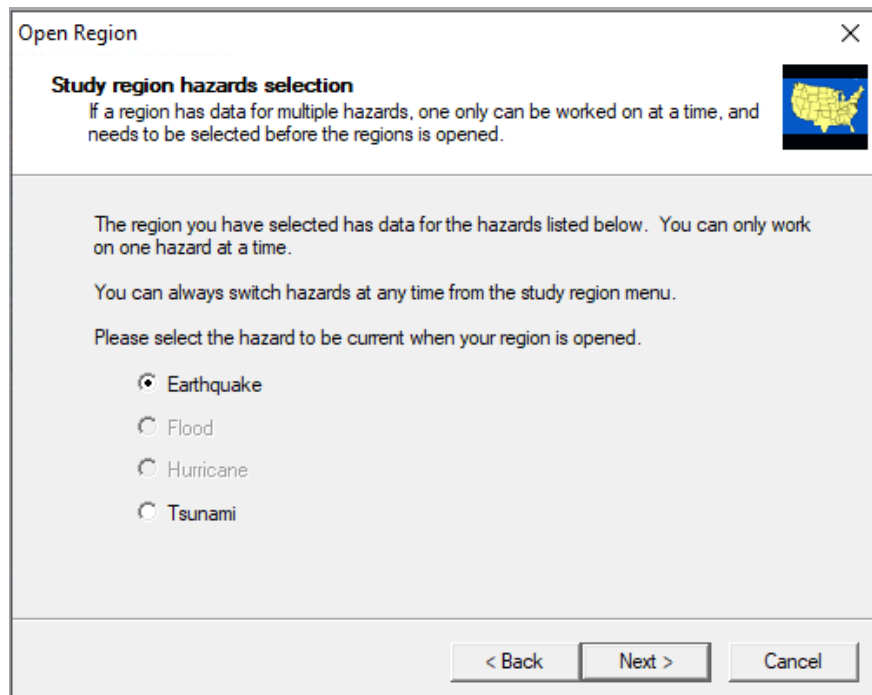 Open Region
Study region hazards selection
If a region has data for multiple hazards, one only can be worked on at a time, and
needs to be selected before the regions is opened.
The region you have selected has data for the hazards listed below.  You can only work
on one hazard at a time.
You can always switch hazards at any time from the study region menu.
Please select the hazard to be current when your region is opened.
Earthquake
Flood
Hurricane
Tsunami
< Back
Next >
Cancel